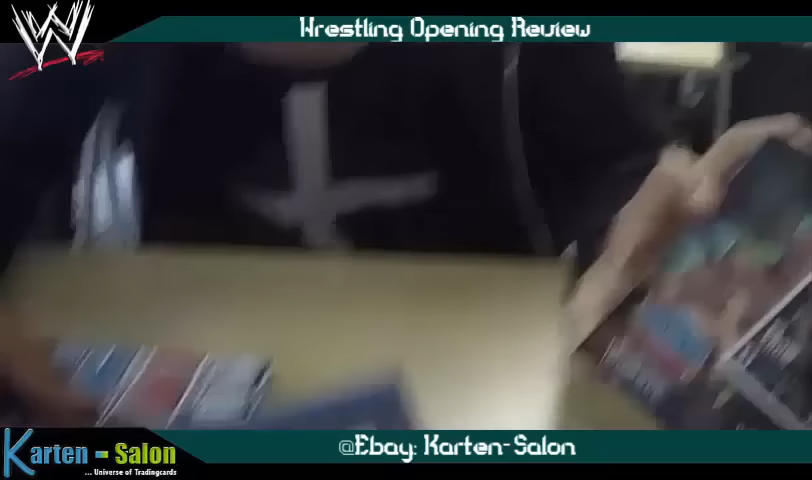 W
Wrestling Opening Review
@Ebay: Karten-Salon
Karten - Salon
... Universe of Tradingcards